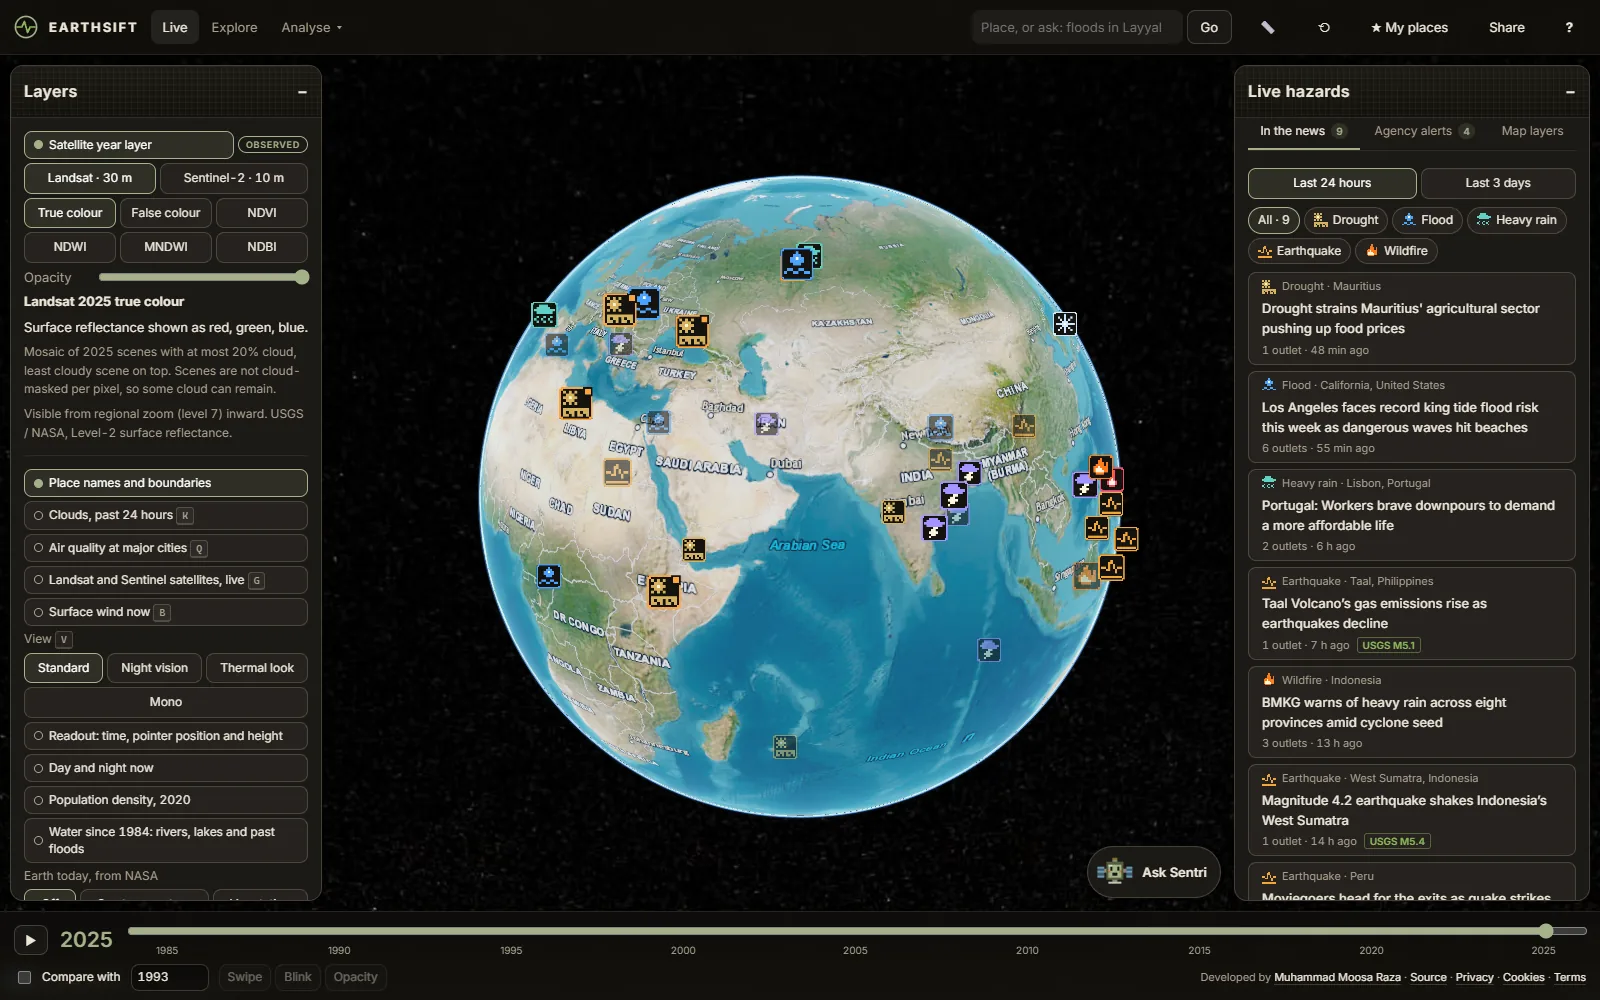 EARTHSIFT
Live
Explore
Analyse
Place, or ask: floods in Layyal
Go
★ My places
Share
?
Layers
Satellite year layer
OBSERVED
Landsat · 30 m
Sentinel-2 · 10 m
True colour
False colour
NDVI
NDWI
MNDWI
NDBI
Opacity
Landsat 2025 true colour
Surface reflectance shown as red, green, blue.
Mosaic of 2025 scenes with at most 20% cloud,
least cloudy scene on top. Scenes are not cloud-
masked per pixel, so some cloud can remain.
Visible from regional zoom (level 7) inward. USGS
/ NASA, Level-2 surface reflectance.
Place names and boundaries
Clouds, past 24 hours K
Air quality at major cities Q
Landsat and Sentinel satellites, live G
Surface wind now B
View V
Standard
Night vision
Thermal look
Mono
Readout: time, pointer position and height
Day and night now
Population density, 2020
Water since 1984: rivers, lakes and past
floods
Earth today, from NASA
RUSSIA
MOSCOW
UKRAINE
KAZAKHSTAN
MONGOLIA
ITALY
Istanbul
GREECE
TURKEY
CHINA
Baghdad
LIBYA
EGYPT
SAUDI ARABIA
Dubai
New
INDIA
MYANMAR
(BURMA)
bai
Bangkok
NIGER
CHAD
SUDAN
NIGERIA
Arabian Sea
DR CONGO
TANZANIA
ANGOLA
ZAMBIA
Indian Ocean
Ask Sentri
Live hazards
In the news 9
Agency alerts 4
Map layers
Last 24 hours
Last 3 days
All · 9
Drought
Flood
Heavy rain
Earthquake
Wildfire
Drought · Mauritius
Drought strains Mauritius' agricultural sector
pushing up food prices
1 outlet · 48 min ago
Flood · California, United States
Los Angeles faces record king tide flood risk
this week as dangerous waves hit beaches
6 outlets · 55 min ago
Heavy rain · Lisbon, Portugal
Portugal: Workers brave downpours to demand
a more affordable life
2 outlets · 6 h ago
Earthquake · Taal, Philippines
Taal Volcano's gas emissions rise as
earthquakes decline
1 outlet · 7 h ago USGS M5.1
Wildfire · Indonesia
BMKG warns of heavy rain across eight
provinces amid cyclone seed
3 outlets · 13 h ago
Earthquake · West Sumatra, Indonesia
Magnitude 4.2 earthquake shakes Indonesia's
West Sumatra
1 outlet · 14 h ago USGS M5.4
Earthquake · Peru
Moviegoers head for the exits as quake strikes
2025
1985
1990
1995
2000
2005
2010
2015
2020
2025
Compare with
1993
Swipe
Blink
Opacity
Developed by Muhammad Moosa Raza · Source · Privacy · Cookies · Terms